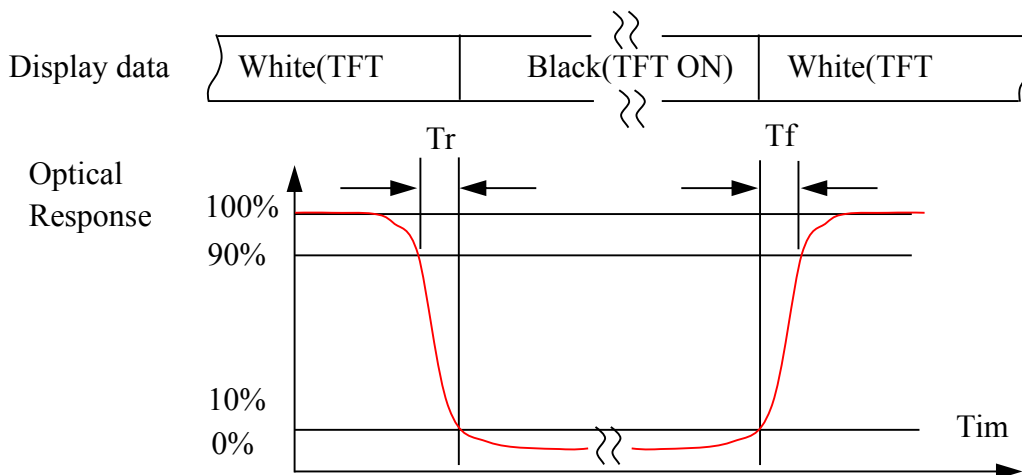 Display data White(TFT Black(TFT ON) White(TFT
Tr Tf
Optical
Response
100%
90%
10%
0%
Tim